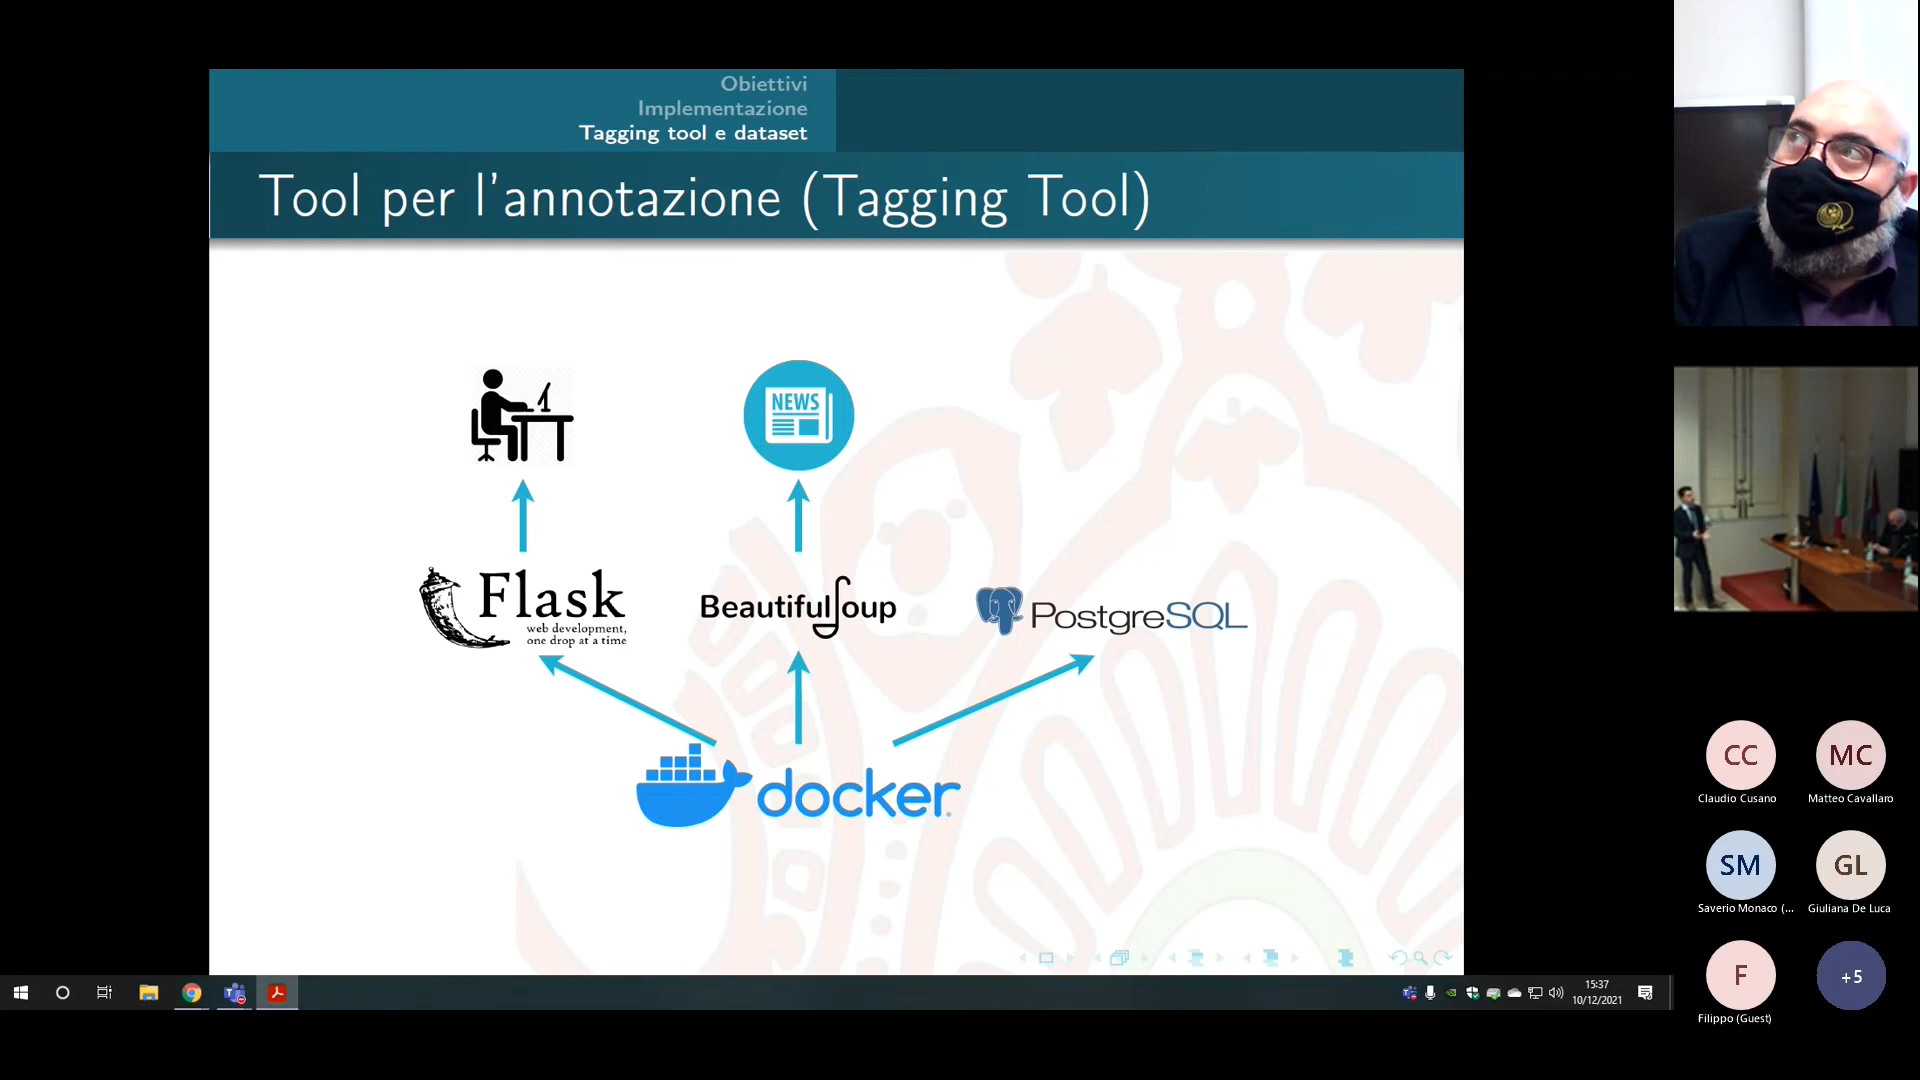 Obiettivi
Implementazione
Tagging tool e dataset
Tool per l'annotazione (Tagging Tool)
NEWS
Flask
web development,
one drop at a time
BeautifulSoup
PostgreSQL
docker
15:37
10/12/2021
CC
Claudio Cusano
MC
Matteo Cavallaro
SM
Saverio Monaco (...
GL
Giuliana De Luca
F
Filippo (Guest)
+5